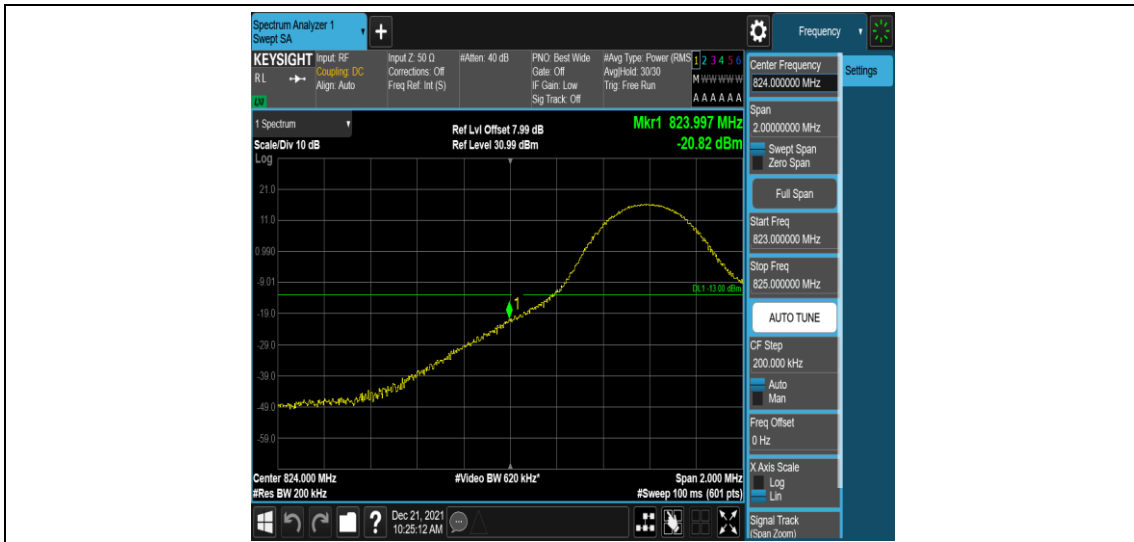 Spectrum Analyzer 1
Swept SA
+
Frequency
KEYSIGHT
RL
LM
Input: RF
Coupling: DC
Align: Auto
Input Z: 50 Ω
Corrections: Off
Freq Ref: Int (S)
#Atten: 40 dB
PNO: Best Wide
Gate: Off
IF Gain: Low
Sig Track: Off
#Avg Type: Power (RMS
Avg|Hold: 30/30
Trig: Free Run
1 2 3 4 5 6
M W W W W W
A A A A A A
1 Spectrum
Scale/Div 10 dB
Log
Ref Lvl Offset 7.99 dB
Ref Level 30.99 dBm
Mkr1 823.997 MHz
-20.82 dBm
21.0
11.0
0.990
-9.01
DL1 -13.00 dBm
1
-19.0
-29.0
-39.0
-49.0
-59.0
Center 824.000 MHz
#Video BW 620 kHz*
Span 2.000 MHz
#Res BW 200 kHz
#Sweep 100 ms (601 pts)
?
Dec 21, 2021
10:25:12 AM
Center Frequency
824.000000 MHz
Settings
Span
2.00000000 MHz
Swept Span
Zero Span
Full Span
Start Freq
823.000000 MHz
Stop Freq
825.000000 MHz
AUTO TUNE
CF Step
200.000 kHz
Auto
Man
Freq Offset
0 Hz
X Axis Scale
Log
Lin
Signal Track
(Span Zoom)